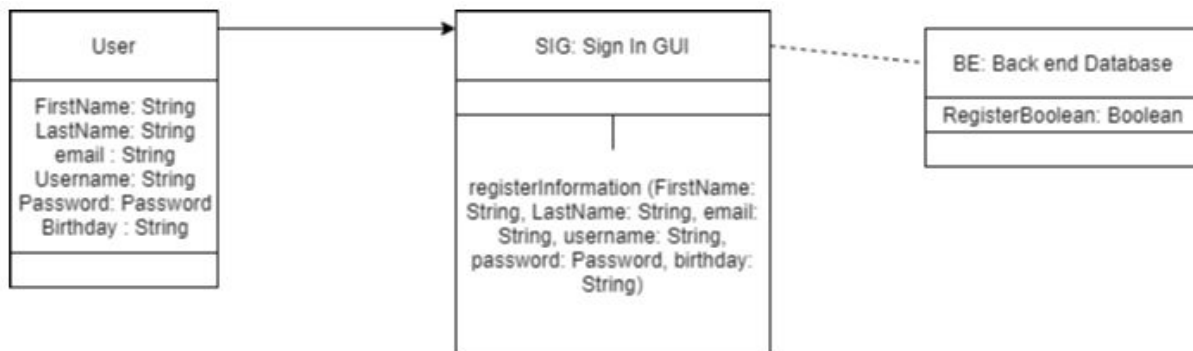 User
FirstName: String
LastName: String
email : String
Username: String
Password: Password
Birthday : String
SIG: Sign In GUI
registerInformation (FirstName:
String, LastName: String, email:
String, username: String,
password: Password, birthday:
String)
BE: Back end Database
RegisterBoolean: Boolean